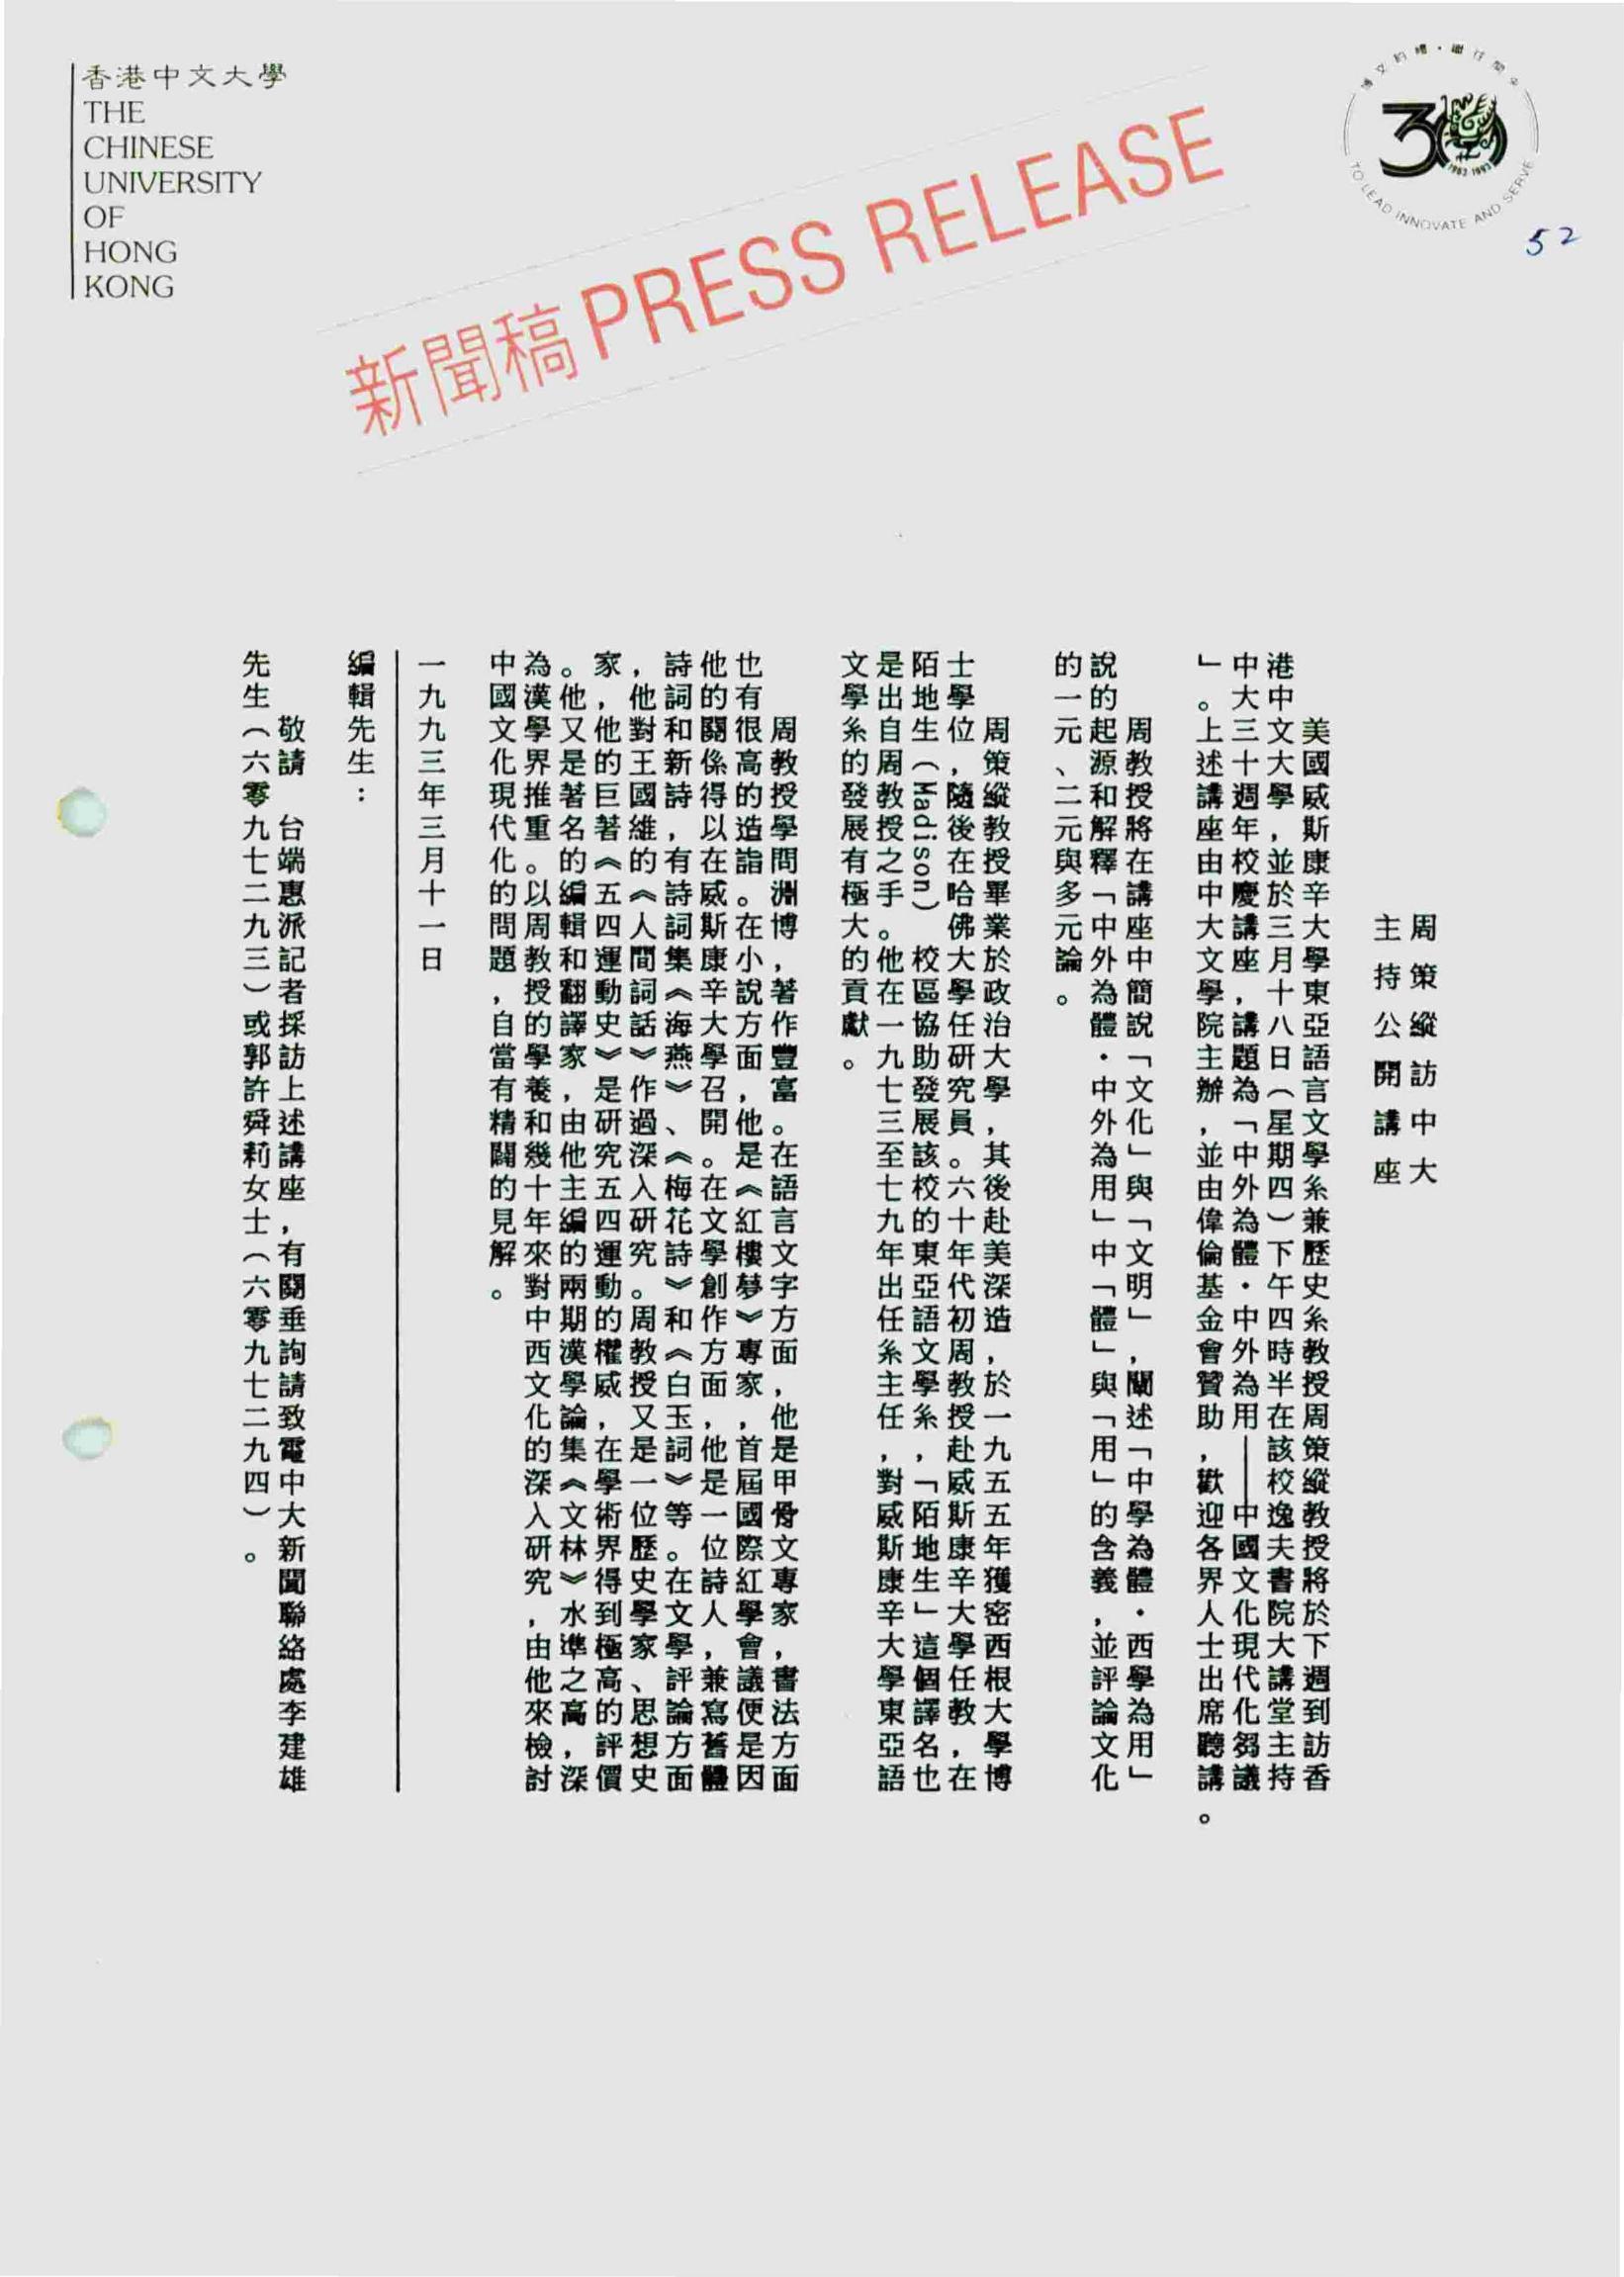 香港中文大學
THE
CHINESE
UNIVERSITY
OF
HONG
KONG
新聞稿 PRESS RELEASE
30
1963 1993
TO LEAD INNOVATE AND SERVE
52
周策縱訪中大
主持公開講座
美國威斯康辛大學東亞語言文學系兼歷史系教授周策縱教授將於下週到訪香
港中文大學，並於三月十八日（星期四）下午四時半在該校逸夫書院大講堂主持
中大三十週年校慶講座，講題為「中外為體・中外為用──中國文化現代化芻議
」。上述講座由中大文學院主辦，並由偉倫基金會贊助，歡迎各界人士出席聽講。
周教授將在講座中簡說「文化」與「文明」，闡述「中學為體・西學為用」
說的起源和解釋「中外為體・中外為用」中「體」與「用」的含義，並評論文化
的一元、二元與多元論。
周策縱教授畢業於政治大學，其後赴美深造，於一九五五年獲密西根大學博
士學位，隨後在哈佛大學任研究員。六十年代初周教授赴威斯康辛大學任教，在
陌地生（Madison）校區協助發展該校的東亞語文學系，「陌地生」這個譯名也
是出自周教授之手。他在一九七三至七九年出任系主任，對威斯康辛大學東亞語
文學系的發展有極大的貢獻。
周教授學問淵博，著作豐富。在語言文字方面，他是甲骨文專家，書法方面
也有很高的造詣。在小說方面，他是《紅樓夢》專家，首屆國際紅學會議便是因
他的關係得以在威斯康辛大學召開。在文學創作方面，他是一位詩人，兼寫舊體
詩詞和新詩，有詩詞集《海燕》、《梅花詩》和《白玉詞》等。在文學評論方面
，他對王國維的《人間詞話》作過深入研究。周教授又是一位歷史學家、思想史
家，他的巨著《五四運動史》是研究五四運動的權威，在學術界得到極高的評價
。他又是著名的編輯和翻譯家，由他主編的兩期漢學論集《文林》水準之高，深
為漢學界推重。以周教授的學養和幾十年來對中西文化的深入研究，由他來檢討
中國文化現代化的問題，自當有精闢的見解。
一九九三年三月十一日
編輯先生：
敬請　台端惠派記者採訪上述講座，有關垂詢請致電中大新聞聯絡處李建雄
先生（六零九七二九三）或郭許舜莉女士（六零九七二九四）。